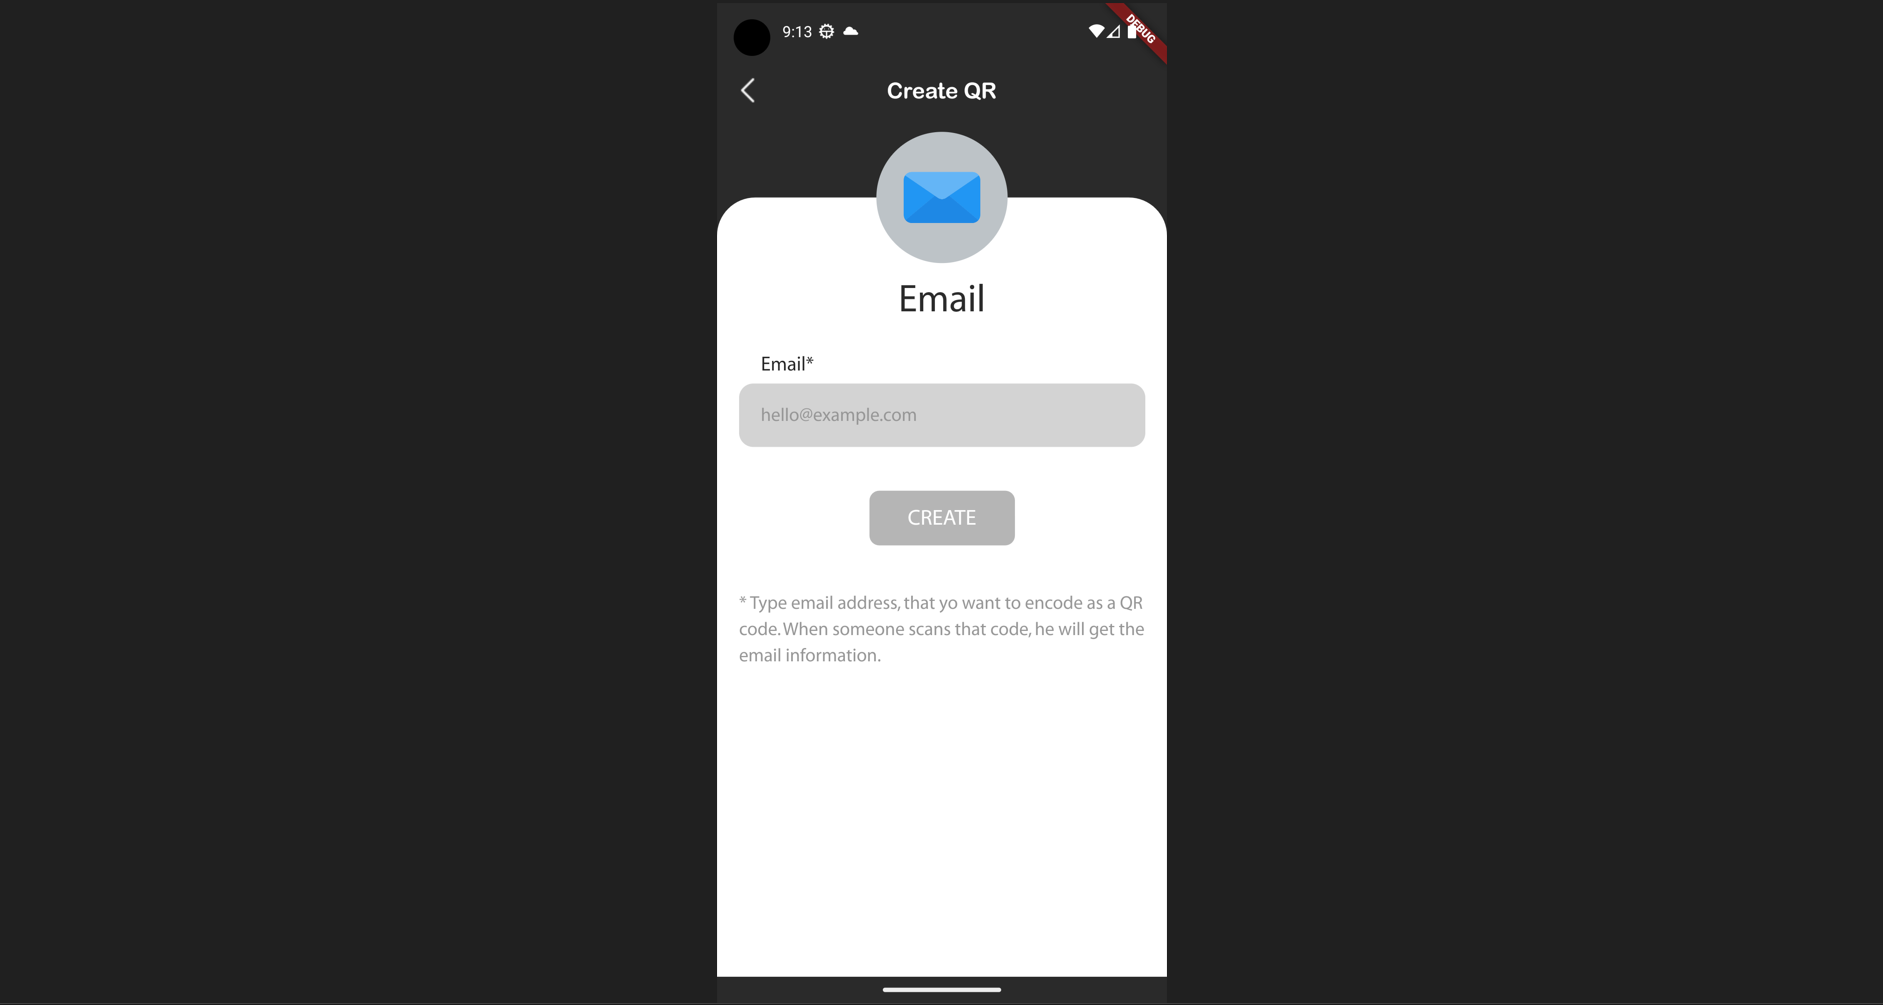 9:13
DEBUG
Create QR
Email
Email*
hello@example.com
CREATE
* Type email address, that yo want to encode as a QR
code. When someone scans that code, he will get the
email information.